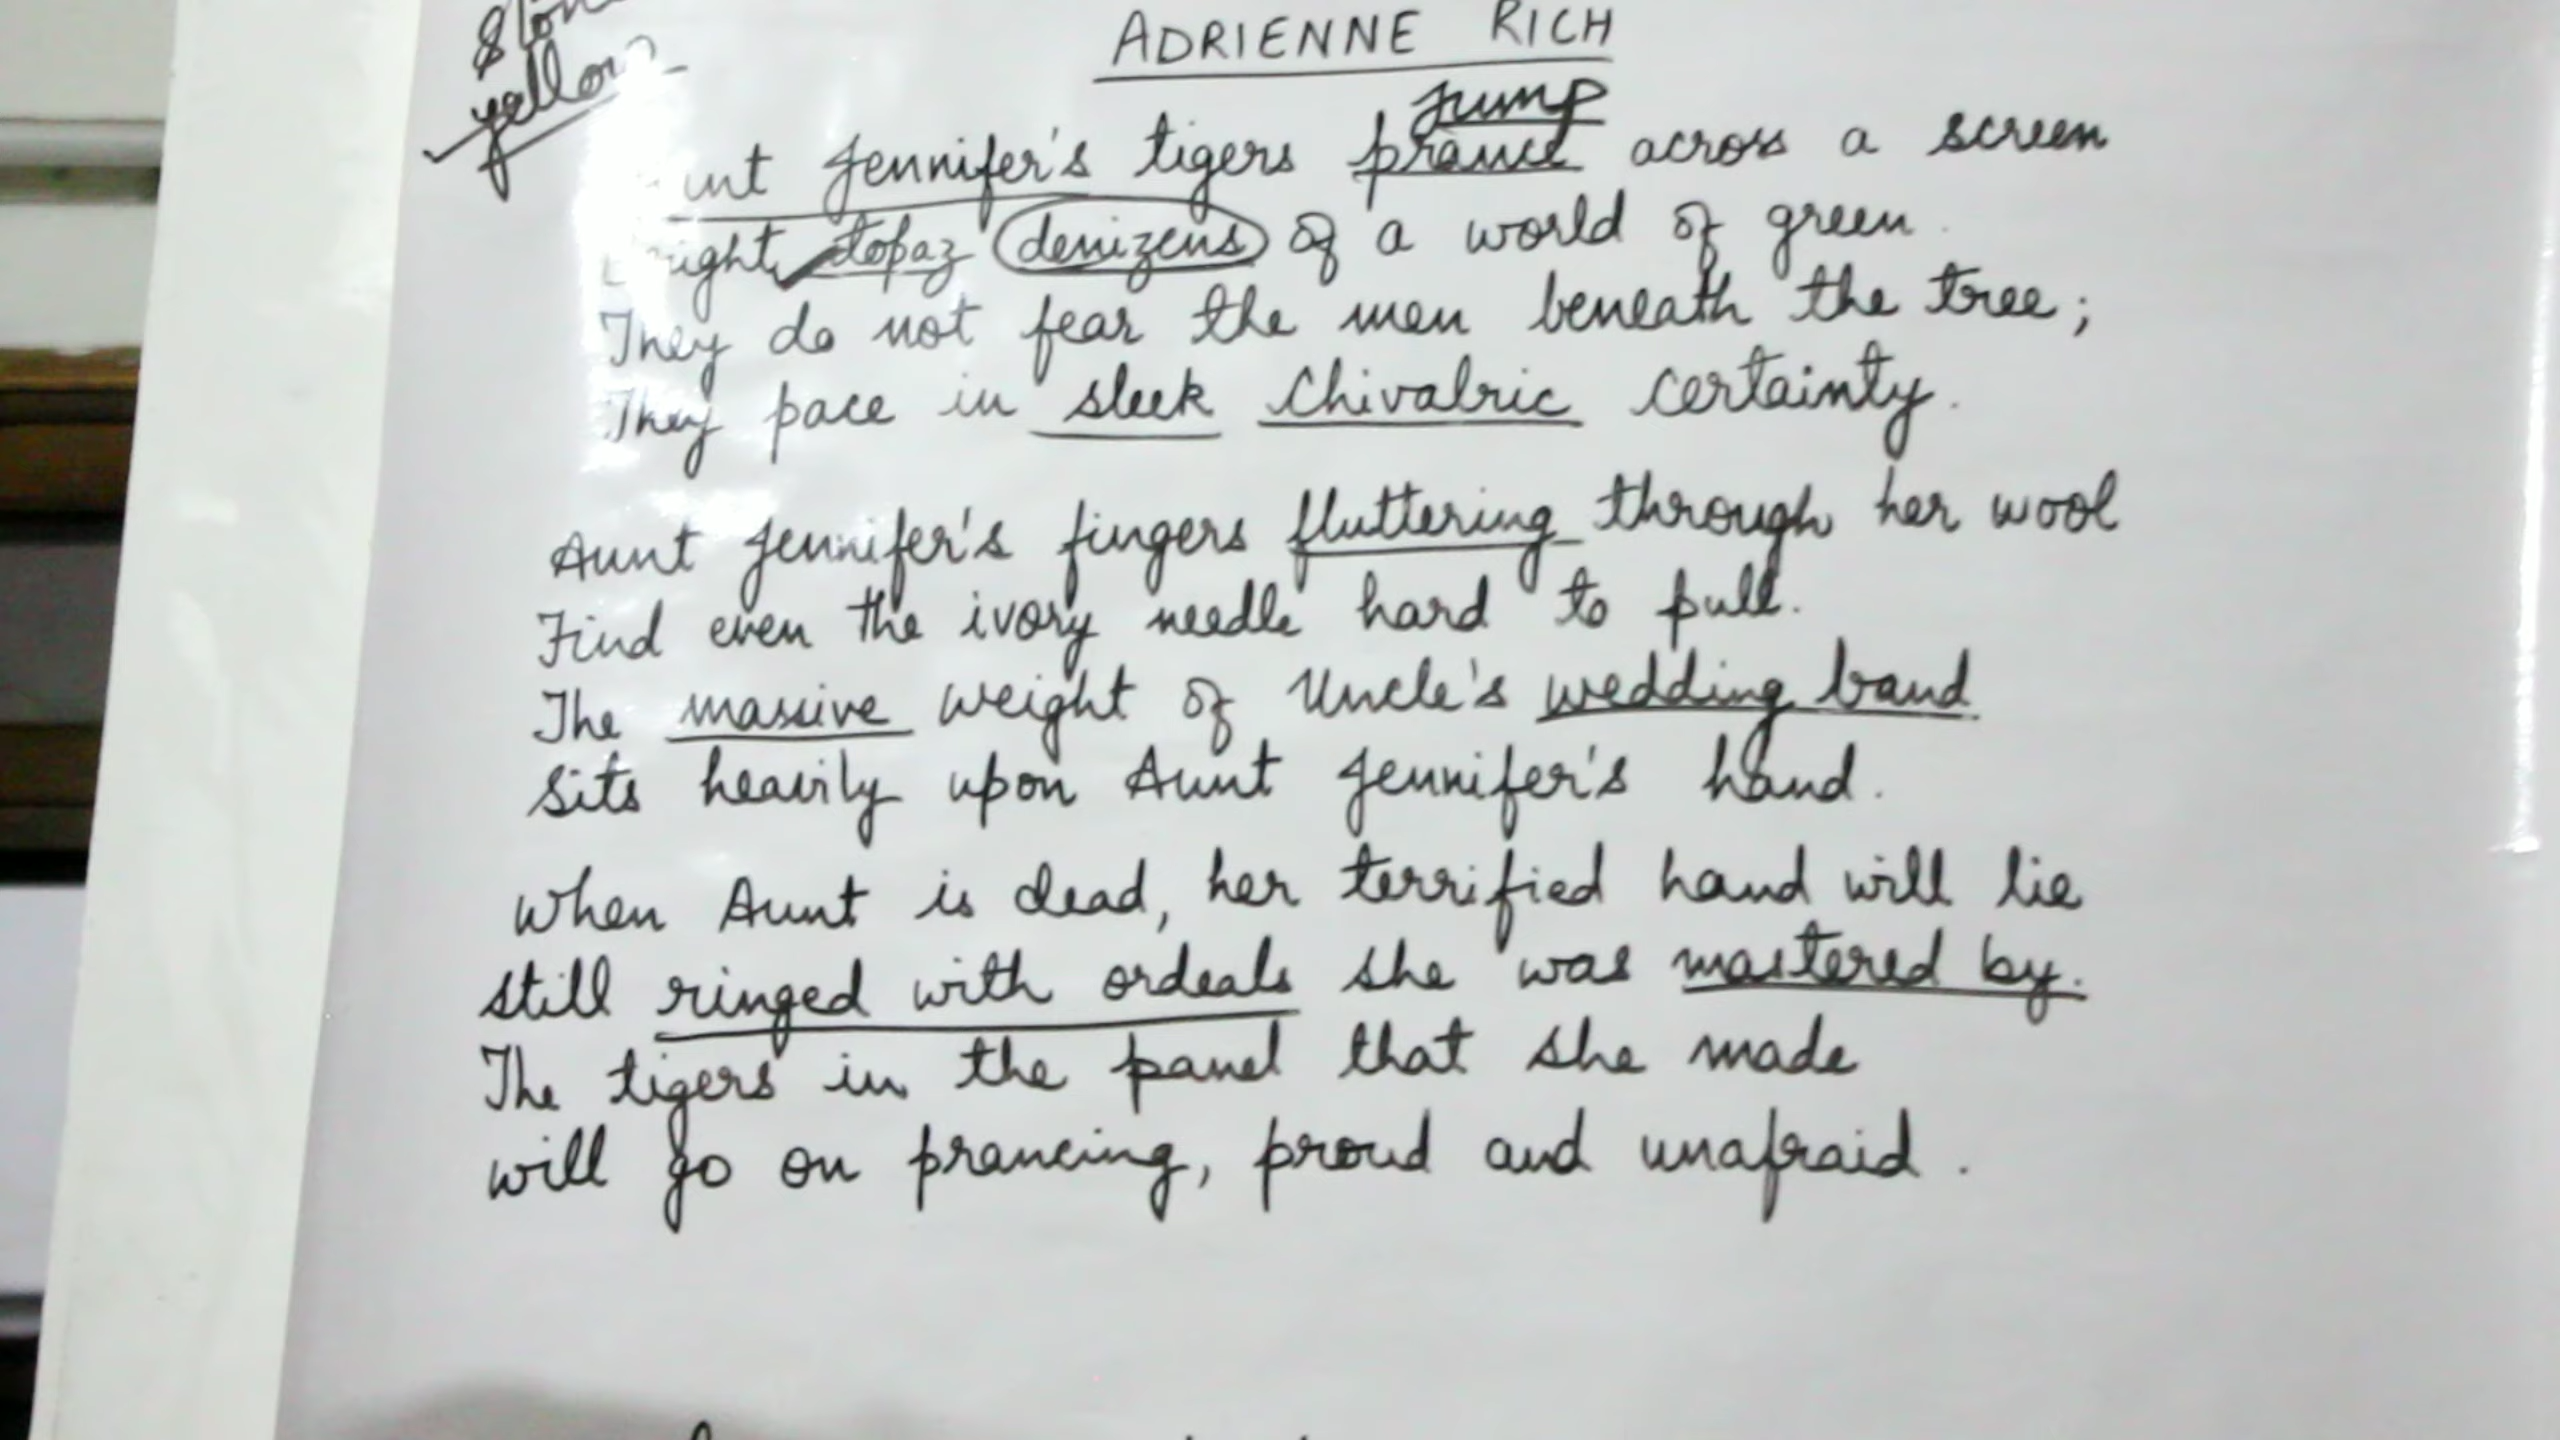 yellow
ADRIENNE RICH
Jump
Aunt Jennifer's tigers prance across a screen
Bright topaz denizens of a world of green.
They do not fear the men beneath the tree;
They pace in sleek Chivalric certainty.
Aunt Jennifer's fingers fluttering through her wool
Find even the ivory needle hard to pull.
The massive weight of Uncle's wedding band
Sits heavily upon Aunt Jennifer's hand.
When Aunt is dead, her terrified hand will lie
still ringed with ordeals she was mastered by.
The tigers in the panel that she made
will go on prancing, proud and unafraid.